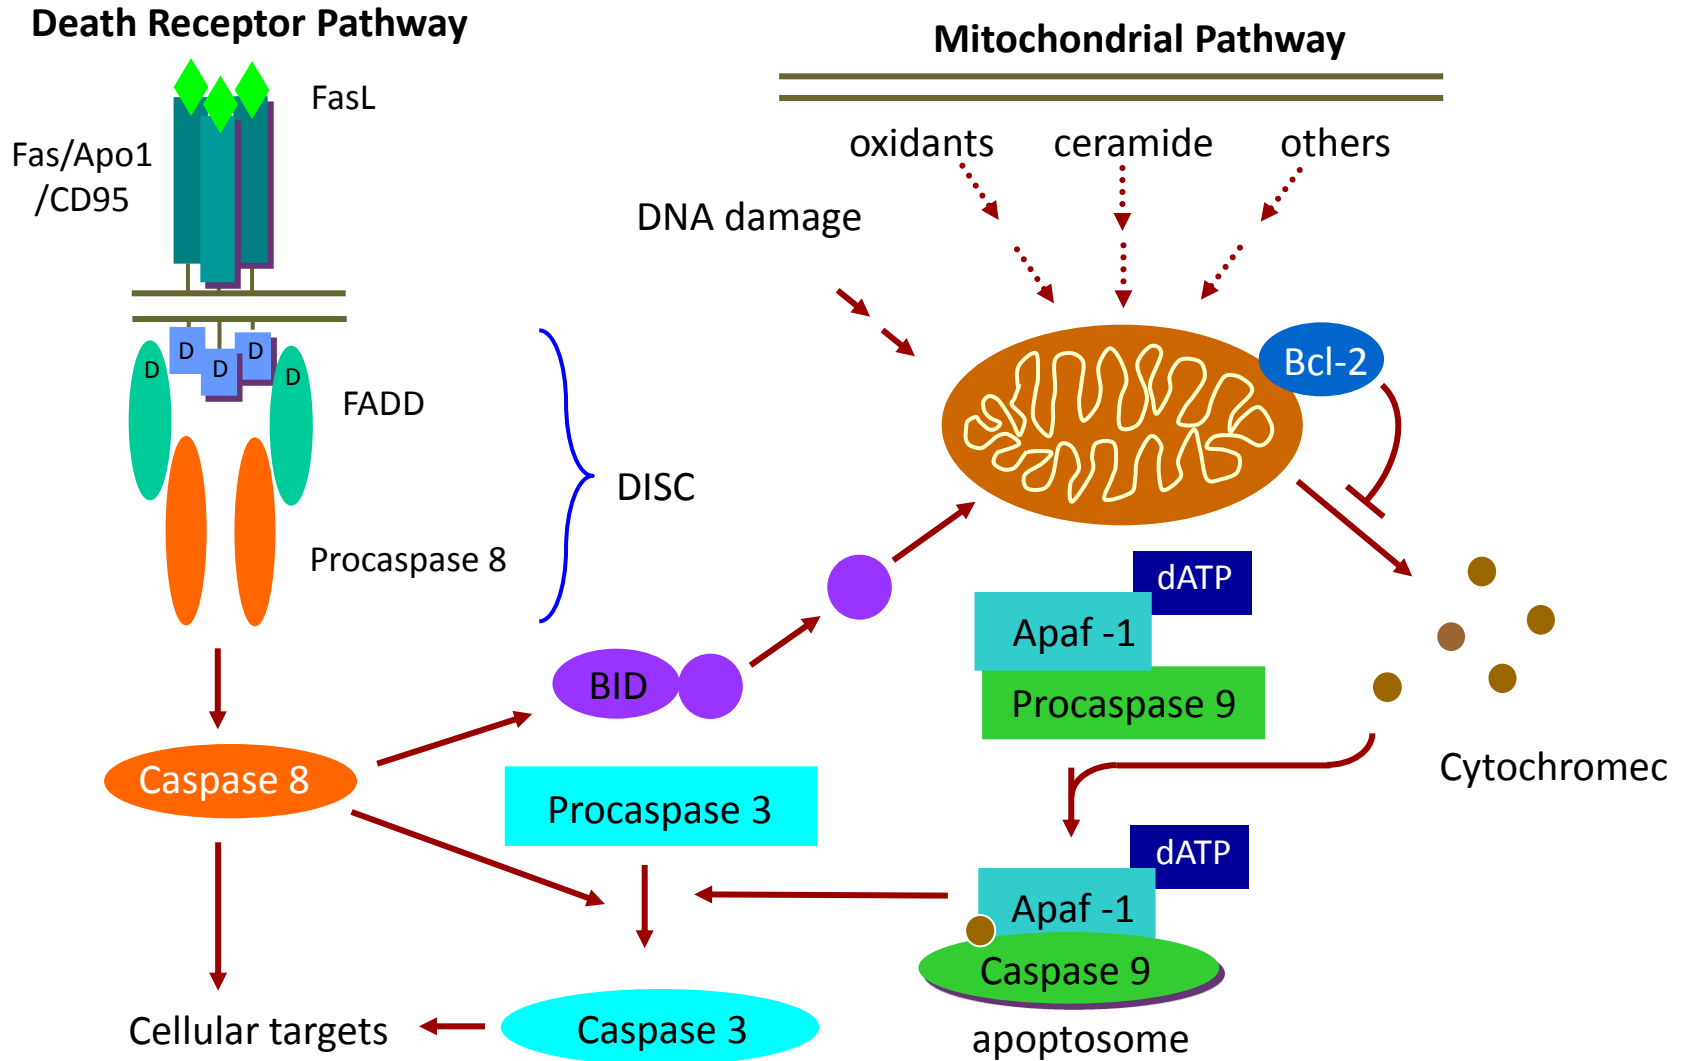 Death Receptor Pathway
Mitochondrial Pathway
FasL
Fas/Apo1
/CD95
oxidants
ceramide
others
DNA damage
D
D
D
D
D
FADD
Bcl-2
DISC
Procaspase 8
dATP
Apaf -1
BID
Procaspase 9
Caspase 8
Cytochromec
Procaspase 3
dATP
Apaf -1
Caspase 9
Cellular targets
Caspase 3
apoptosome